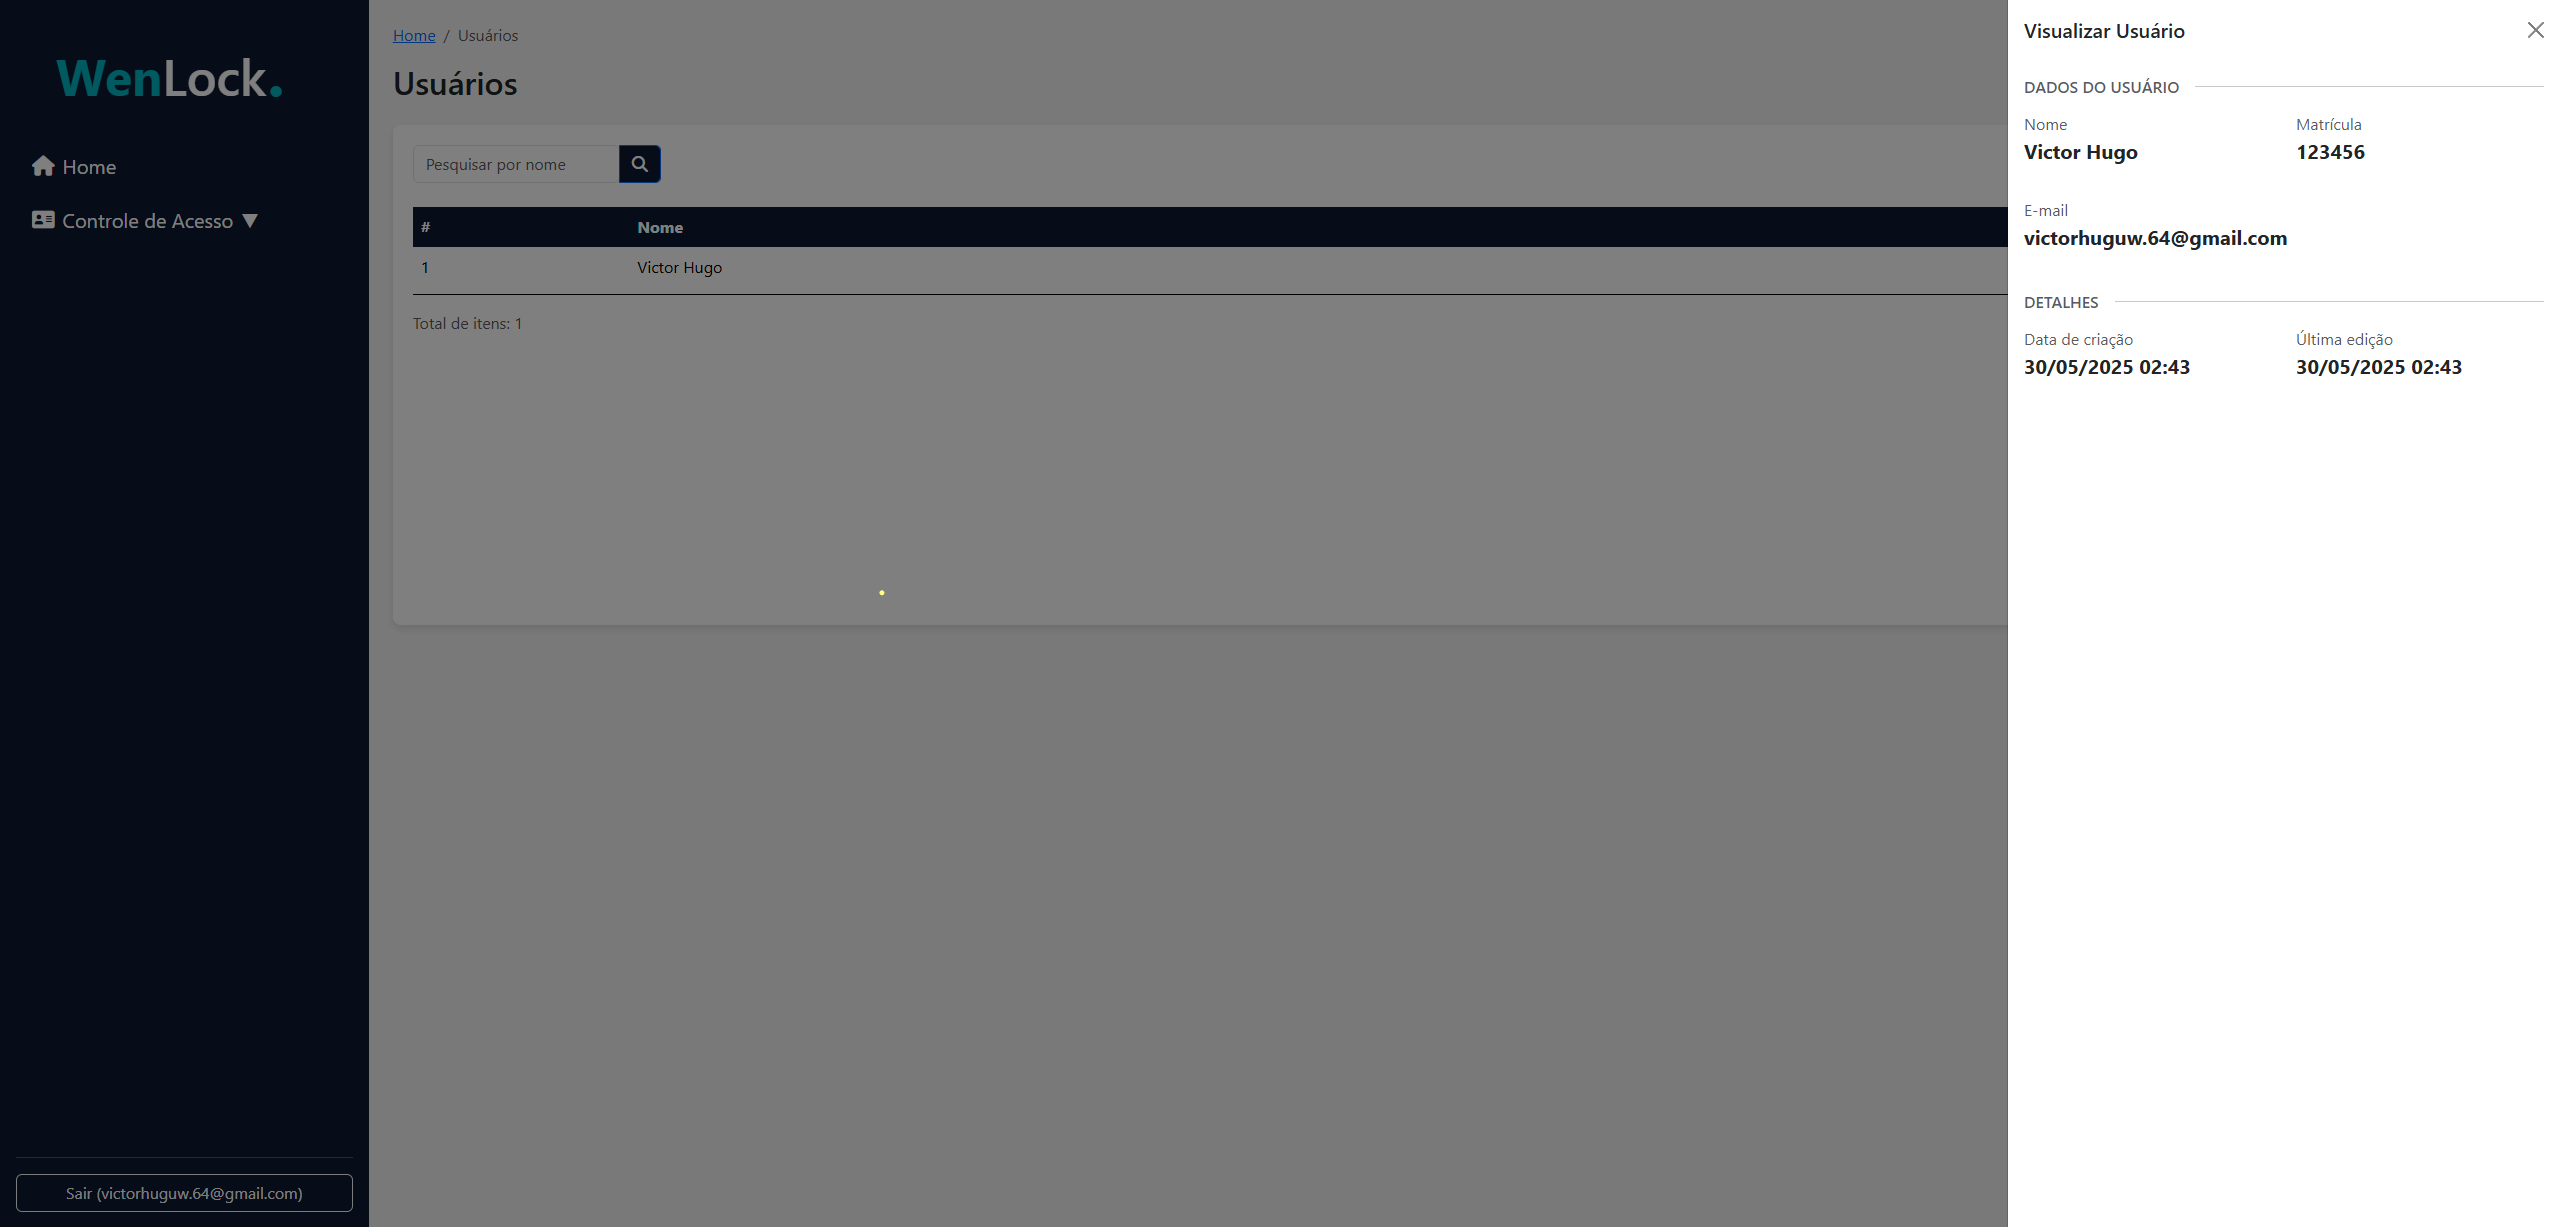 WenLock.
Home
Controle de Acesso ▼
Sair (victorhuguw.64@gmail.com)
Home / Usuários
Usuários
Pesquisar por nome
# Nome
1 Victor Hugo
Total de itens: 1
Visualizar Usuário
DADOS DO USUÁRIO
Nome Matrícula
Victor Hugo 123456
E-mail
victorhuguw.64@gmail.com
DETALHES
Data de criação Última edição
30/05/2025 02:43 30/05/2025 02:43